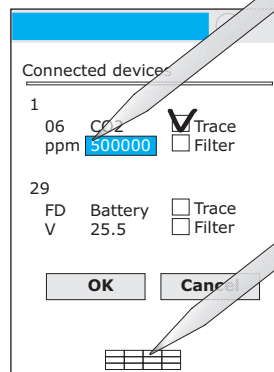 Connected devices
1
06 CO2 Trace
ppm 500000 Filter
29
FD Battery Trace
V 25.5 Filter
OK Cancel